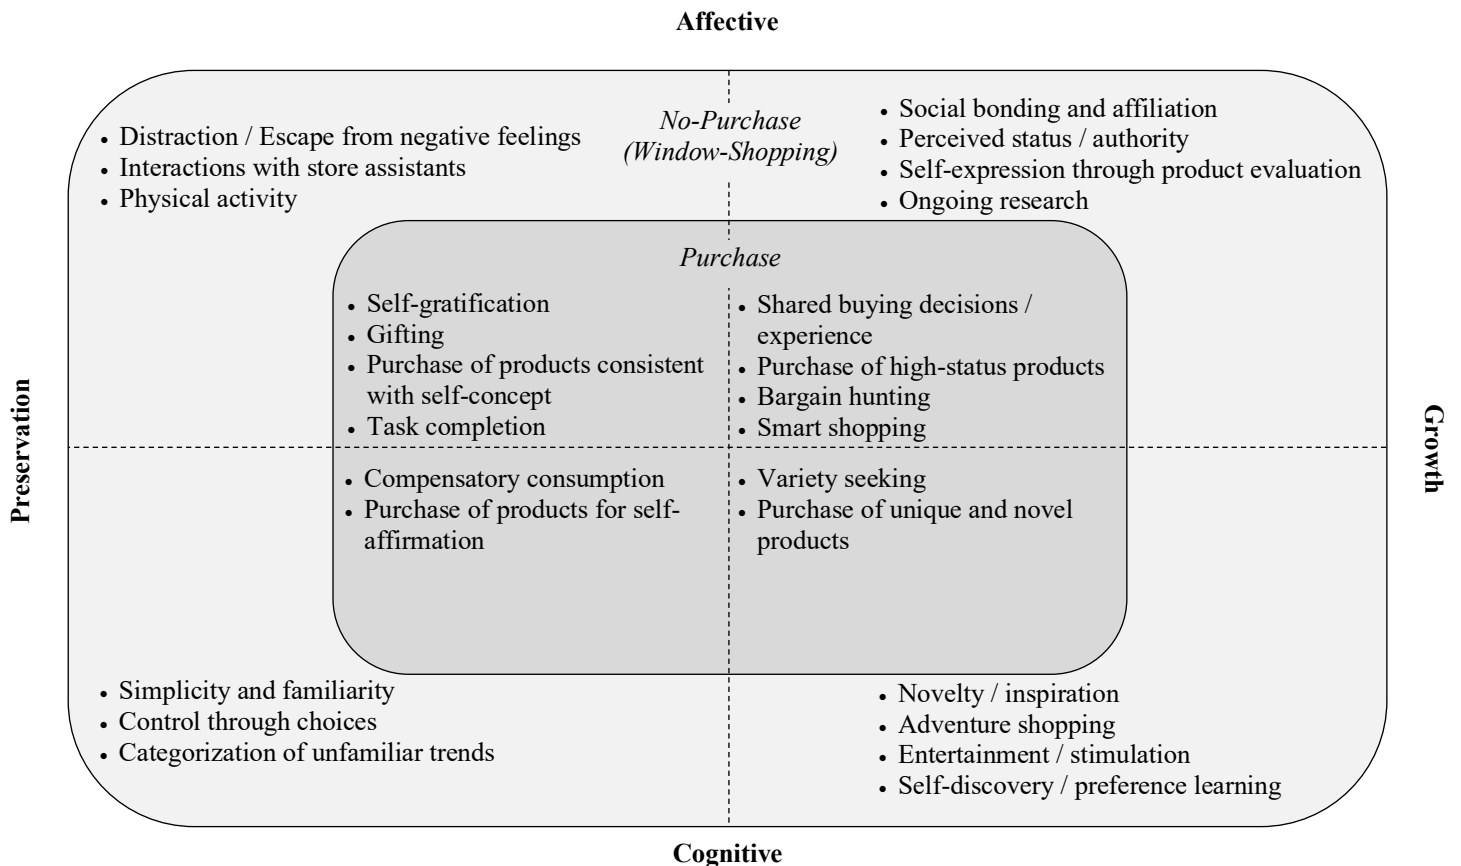 Affective
No-Purchase
(Window-Shopping)
• Distraction / Escape from negative feelings
• Interactions with store assistants
• Physical activity
• Social bonding and affiliation
• Perceived status / authority
• Self-expression through product evaluation
• Ongoing research
Purchase
• Self-gratification
• Gifting
• Purchase of products consistent
with self-concept
• Task completion
• Shared buying decisions /
experience
• Purchase of high-status products
• Bargain hunting
• Smart shopping
Preservation
Growth
• Compensatory consumption
• Purchase of products for self-
affirmation
• Variety seeking
• Purchase of unique and novel
products
• Simplicity and familiarity
• Control through choices
• Categorization of unfamiliar trends
• Novelty / inspiration
• Adventure shopping
• Entertainment / stimulation
• Self-discovery / preference learning
Cognitive